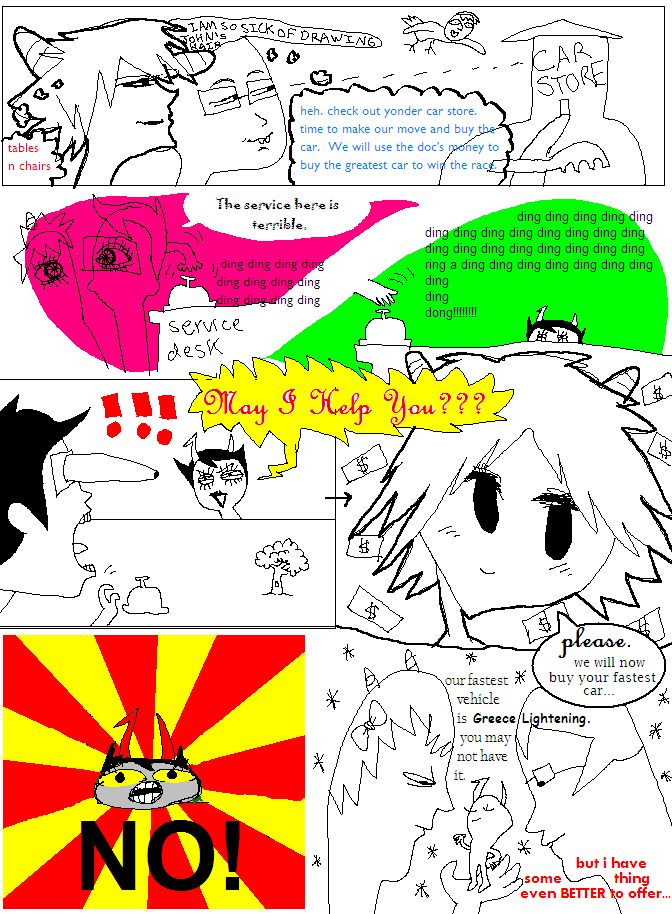 I AM SO SICK OF DRAWING
JOHN'S
HAIR
CAR
STORE
tables
n chairs
heh. check out yonder car store.
time to make our move and buy the
car. We will use the doc's money to
buy the greatest car to win the race.
The service here is
terrible.
ding ding ding ding
ding ding ding ding
ding ding ding ding
service
desk
ding ding ding ding ding
ding ding ding ding ding ding ding ding
ding ding ding ding ding ding ding ding
ring a ding ding ding ding ding ding ding
ding
ding
dong!!!!!!!!
May I Help You???
!!!
$
$
$
$
$
$
$
please.
we will now
buy your fastest
car...
NO!
our fastest
vehicle
is Greece Lightening.
you may
not have
it.
but i have
some thing
even BETTER to offer...